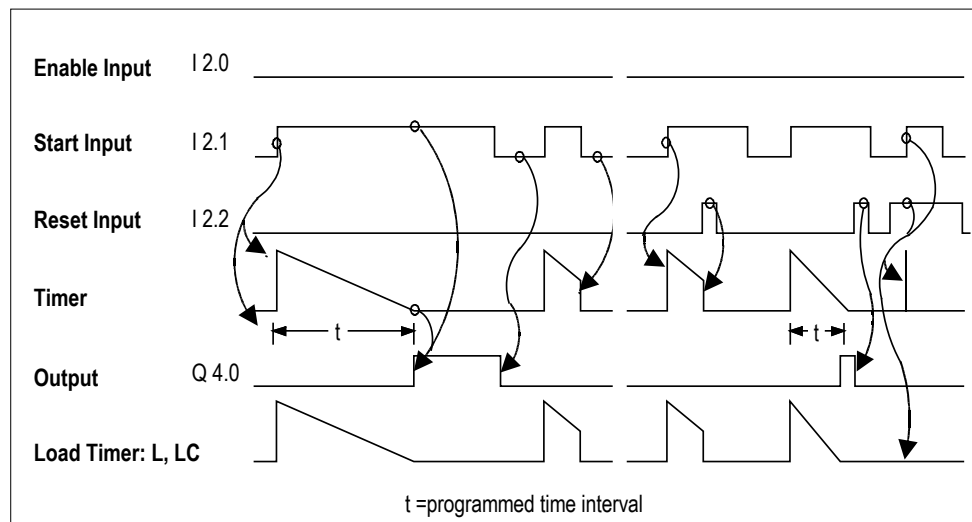 Enable Input I 2.0
Start Input I 2.1
Reset Input I 2.2
Timer
t t
Output Q 4.0
Load Timer: L, LC
t =programmed time interval